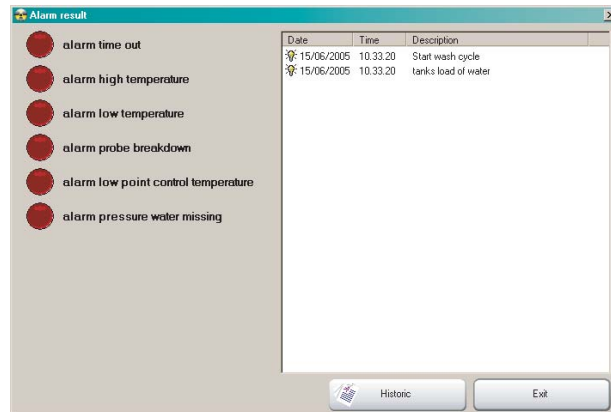 Alarm result
alarm time out
alarm high temperature
alarm low temperature
alarm probe breakdown
alarm low point control temperature
alarm pressure water missing
Date Time Description
15/06/2005 10.33.20 Start wash cycle
15/06/2005 10.33.20 tanks load of water
Historic Exit